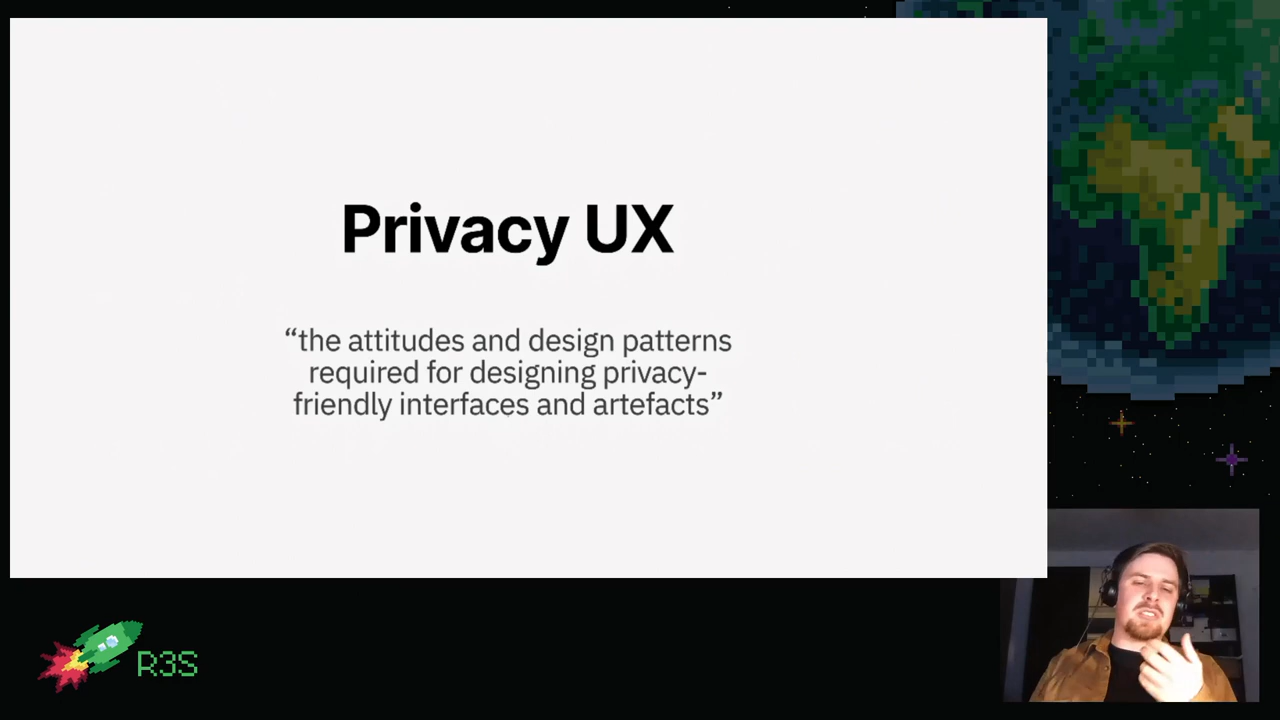 Privacy UX
“the attitudes and design patterns
required for designing privacy-
friendly interfaces and artefacts”
R3S